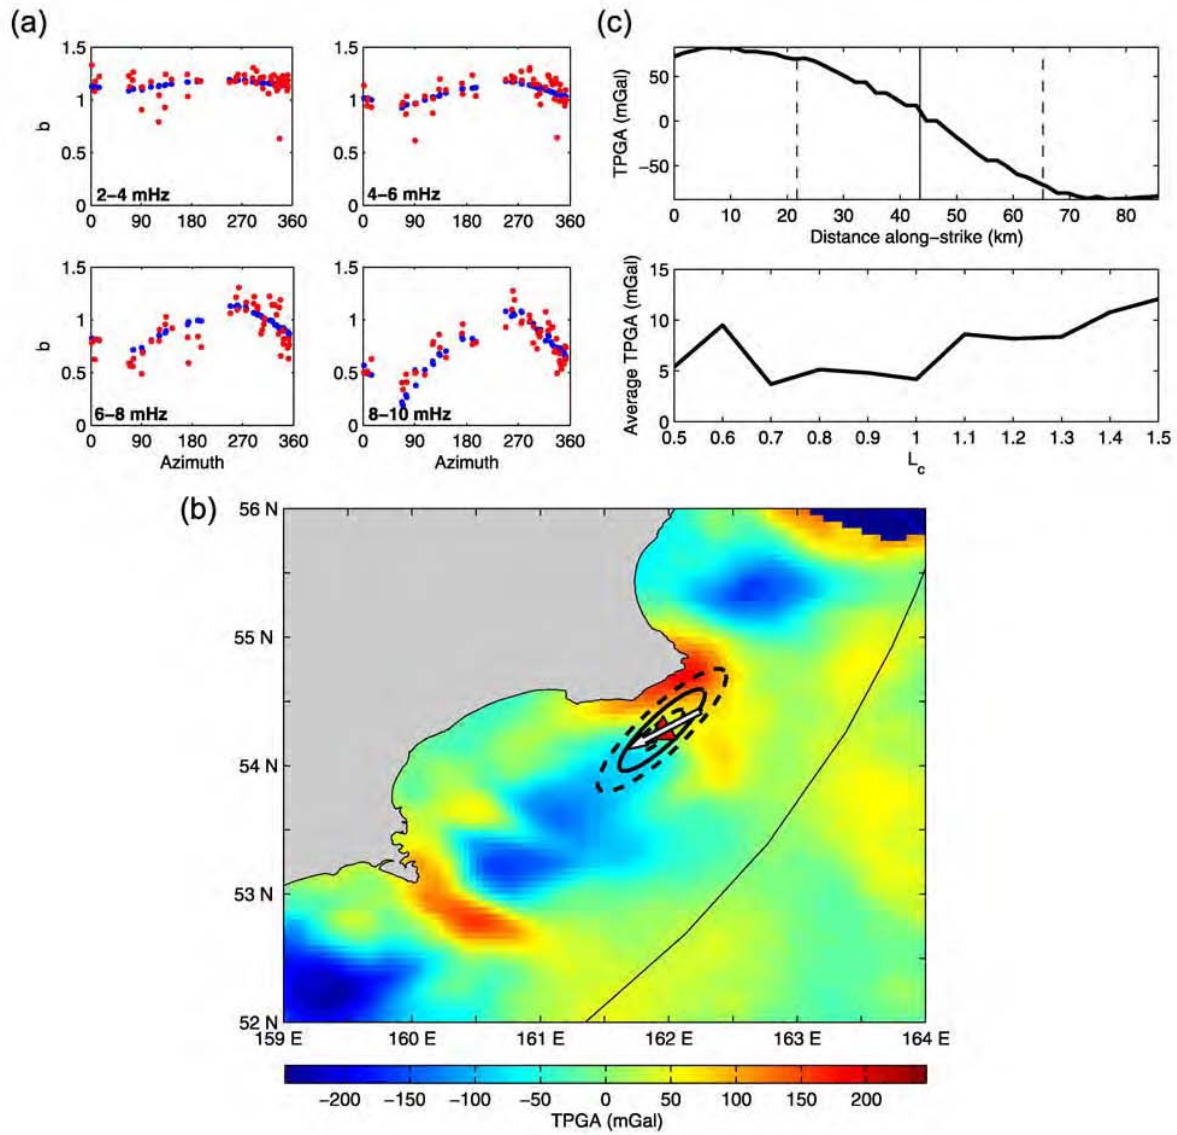 (a)
1.5
1
0.5
0
b
2–4 mHz
0 90 180 270 360
1.5
1
0.5
0
4–6 mHz
0 90 180 270 360
1.5
1
0.5
0
b
6–8 mHz
0 90 180 270 360
Azimuth
1.5
1
0.5
0
8–10 mHz
0 90 180 270 360
Azimuth
(c)
50
0
−50
TPGA (mGal)
0 10 20 30 40 50 60 70 80
Distance along−strike (km)
15
10
5
0
Average TPGA (mGal)
0.5 0.6 0.7 0.8 0.9 1 1.1 1.2 1.3 1.4 1.5
Lc
(b)
56 N
55 N
54 N
53 N
52 N
159 E 160 E 161 E 162 E 163 E 164 E
−200 −150 −100 −50 0 50 100 150 200
TPGA (mGal)